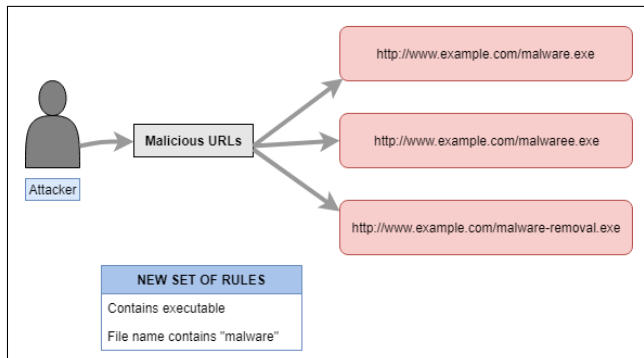 http://www.example.com/malware.exe
Malicious URLs
http://www.example.com/malwaree.exe
Attacker
http://www.example.com/malware-removal.exe
NEW SET OF RULES
Contains executable
File name contains "malware"